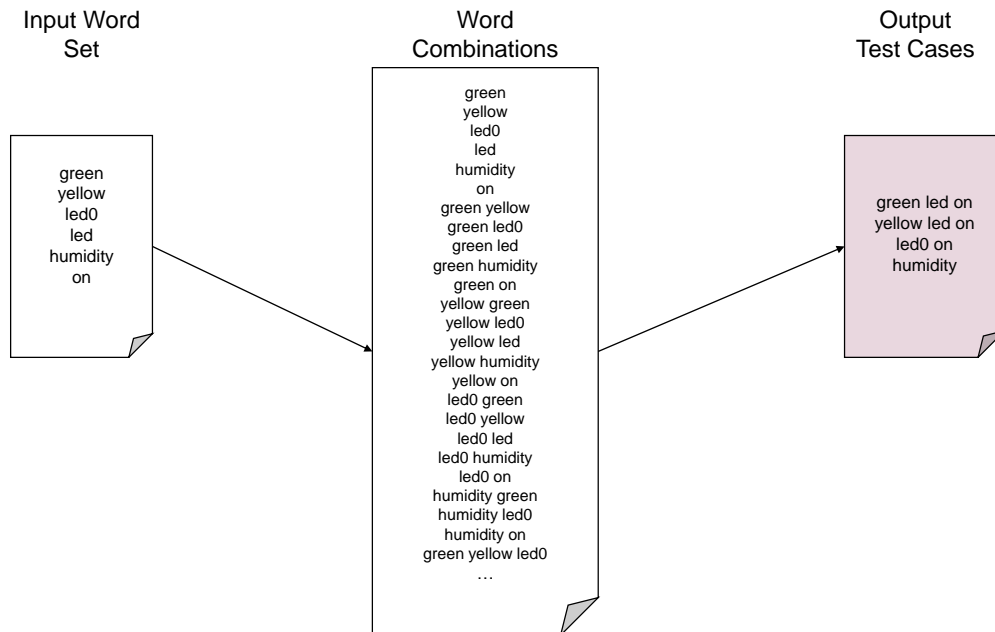 Input Word
Set
green
yellow
led0
led
humidity
on
Word
Combinations
green
yellow
led0
led
humidity
on
green yellow
green led0
green led
green humidity
green on
yellow green
yellow led0
yellow led
yellow humidity
yellow on
led0 green
led0 yellow
led0 led
led0 humidity
led0 on
humidity green
humidity led0
humidity on
green yellow led0
…
Output
Test Cases
green led on
yellow led on
led0 on
humidity